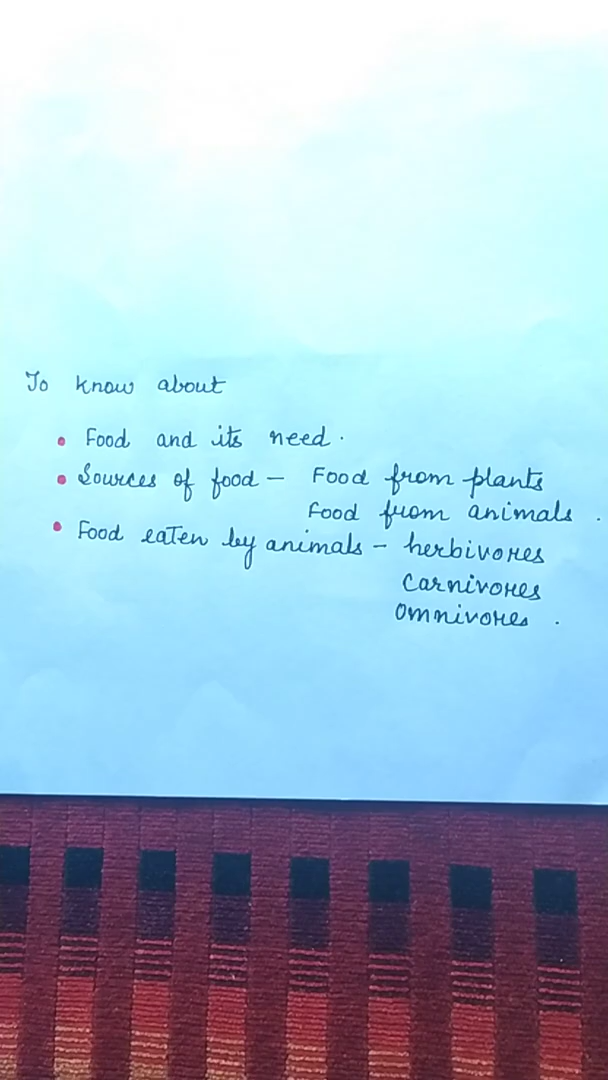 To know about
• Food and its need.
• Sources of food - Food from plants
Food from animals.
• Food eaten by animals - herbivores
Carnivores
Omnivores.